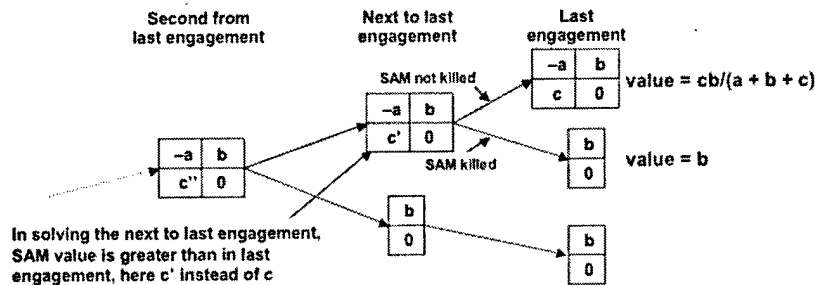 Second from
last engagement
Next to last
engagement
Last
engagement
SAM not killed
–a b
c 0
value = cb/(a + b + c)
–a b
c' 0
SAM killed
b
0
value = b
–a b
c'' 0
b
0
b
0
In solving the next to last engagement,
SAM value is greater than in last
engagement, here c' instead of c